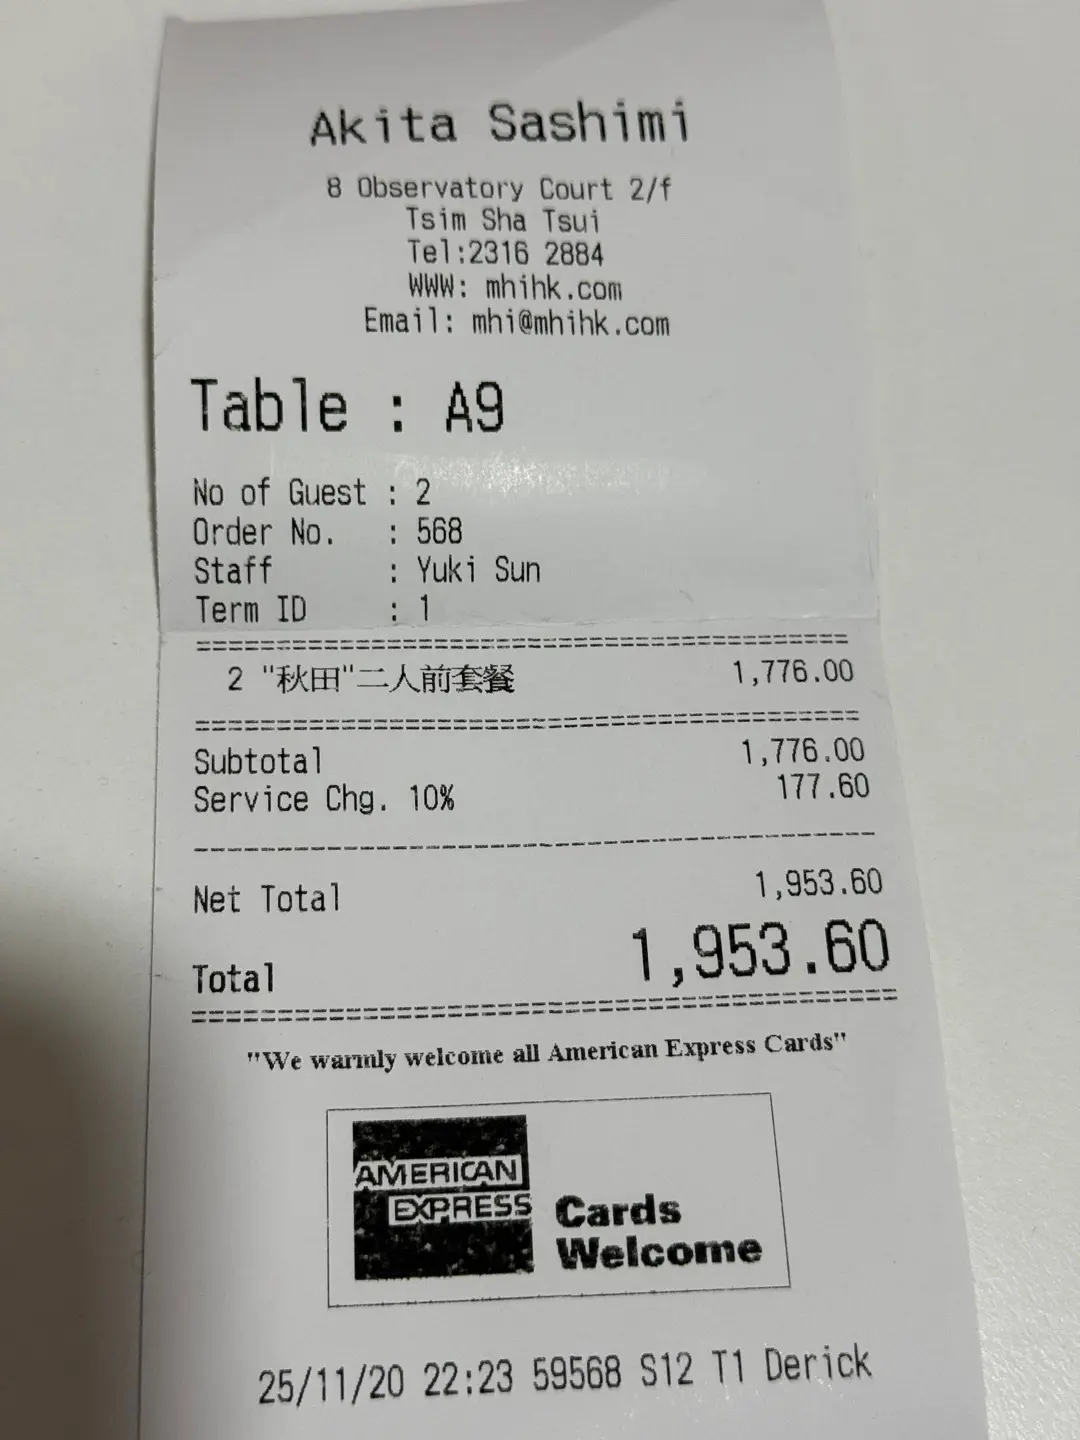 Akita Sashimi
8 Observatory Court 2/f
Tsim Sha Tsui
Tel:2316 2884
WWW: mhihk.com
Email: mhi@mhihk.com
Table : A9
No of Guest : 2
Order No. : 568
Staff : Yuki Sun
Term ID : 1
2 "秋田"二人前套餐 1,776.00
Subtotal 1,776.00
Service Chg. 10% 177.60
Net Total 1,953.60
Total 1,953.60
"We warmly welcome all American Express Cards"
AMERICAN
EXPRESS
Cards
Welcome
25/11/20 22:23 59568 S12 T1 Derick